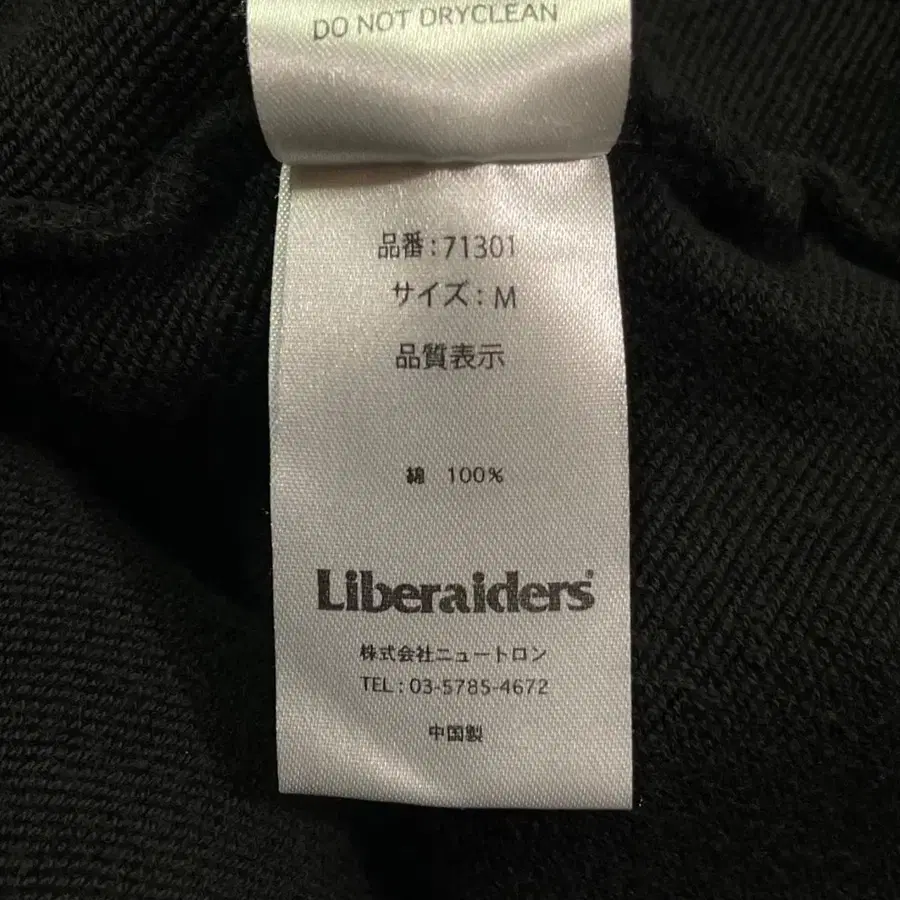 DO NOT DRYCLEAN
品番:71301
サイズ:M
品質表示
綿 100%
Liberaiders®
株式会社ニュートロン
TEL:03-5785-4672
中国製